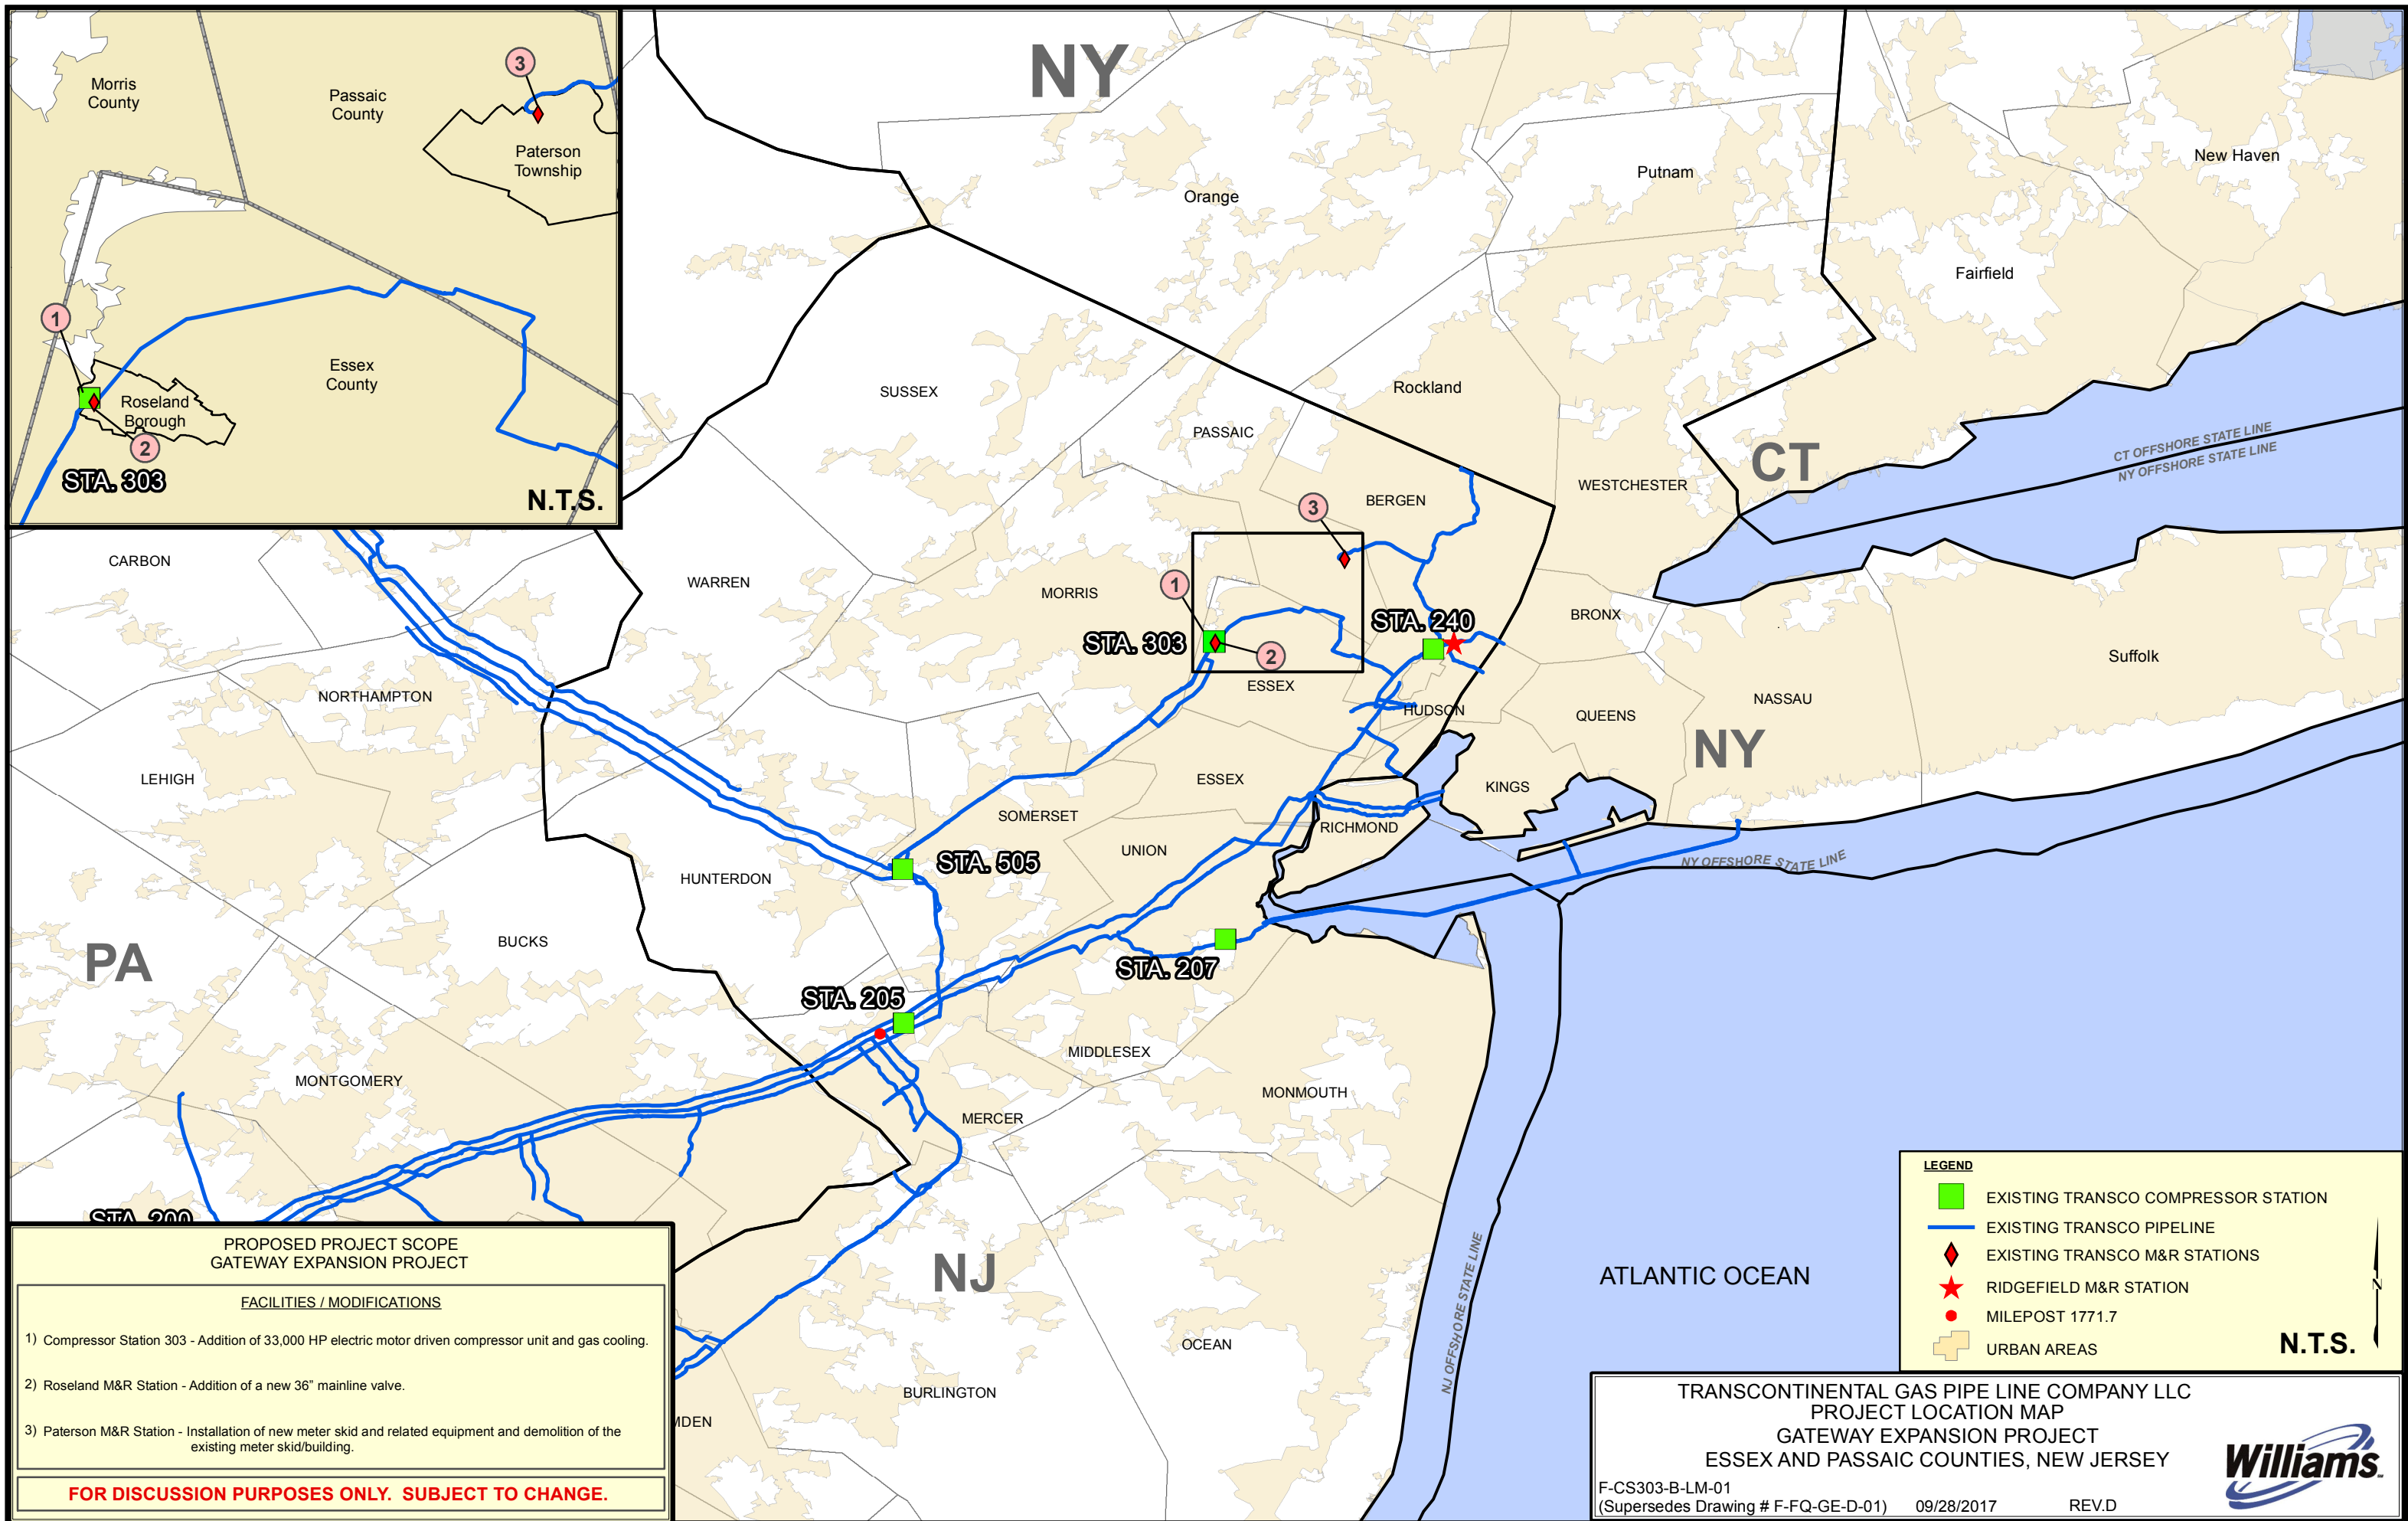 Morris
County
Passaic
County
3
Paterson
Township
1
Essex
County
Roseland
Borough
2
STA. 303
N.T.S.
NY
Orange
Putnam
New Haven
Fairfield
SUSSEX
Rockland
PASSAIC
CT
CT OFFSHORE STATE LINE
NY OFFSHORE STATE LINE
WESTCHESTER
BERGEN
3
CARBON
WARREN
MORRIS
1
STA. 303
2
STA. 240
BRONX
Suffolk
ESSEX
NORTHAMPTON
HUDSON
QUEENS
NASSAU
NY
LEHIGH
ESSEX
KINGS
SOMERSET
RICHMOND
UNION
STA. 505
NY OFFSHORE STATE LINE
HUNTERDON
BUCKS
PA
STA. 207
STA. 205
MIDDLESEX
MONTGOMERY
MONMOUTH
MERCER
STA. 200
NJ
ATLANTIC OCEAN
NJ OFFSHORE STATE LINE
OCEAN
BURLINGTON
MDEN
PROPOSED PROJECT SCOPE
GATEWAY EXPANSION PROJECT
FACILITIES / MODIFICATIONS
1) Compressor Station 303 - Addition of 33,000 HP electric motor driven compressor unit and gas cooling.
2) Roseland M&R Station - Addition of a new 36” mainline valve.
3) Paterson M&R Station - Installation of new meter skid and related equipment and demolition of the
existing meter skid/building.
FOR DISCUSSION PURPOSES ONLY. SUBJECT TO CHANGE.
LEGEND
EXISTING TRANSCO COMPRESSOR STATION
EXISTING TRANSCO PIPELINE
EXISTING TRANSCO M&R STATIONS
RIDGEFIELD M&R STATION
MILEPOST 1771.7
URBAN AREAS
N
N.T.S.
TRANSCONTINENTAL GAS PIPE LINE COMPANY LLC
PROJECT LOCATION MAP
GATEWAY EXPANSION PROJECT
ESSEX AND PASSAIC COUNTIES, NEW JERSEY
F-CS303-B-LM-01
(Supersedes Drawing # F-FQ-GE-D-01) 09/28/2017 REV.D
Williams